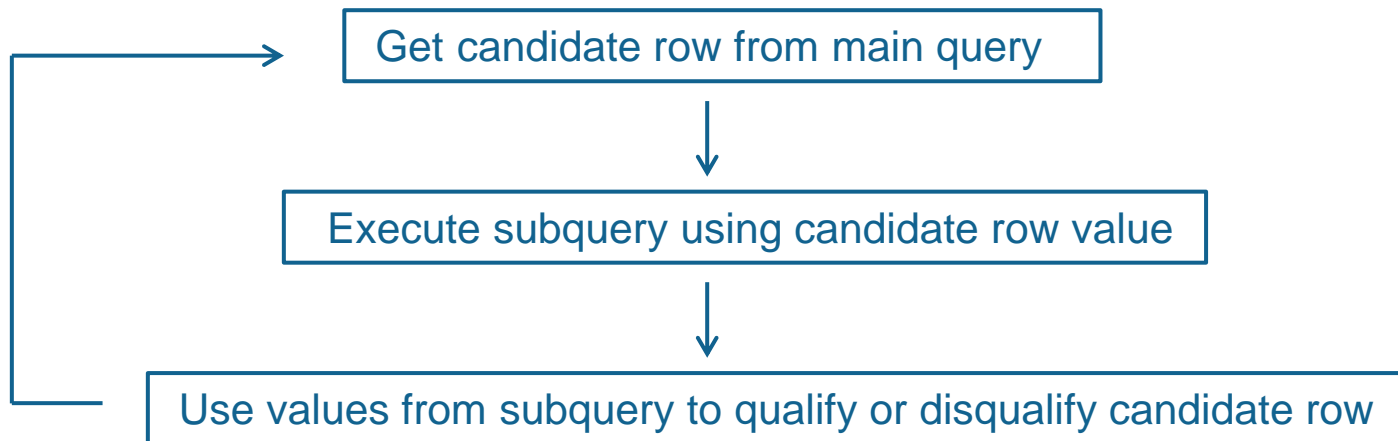 Get candidate row from main query
Execute subquery using candidate row value
Use values from subquery to qualify or disqualify candidate row